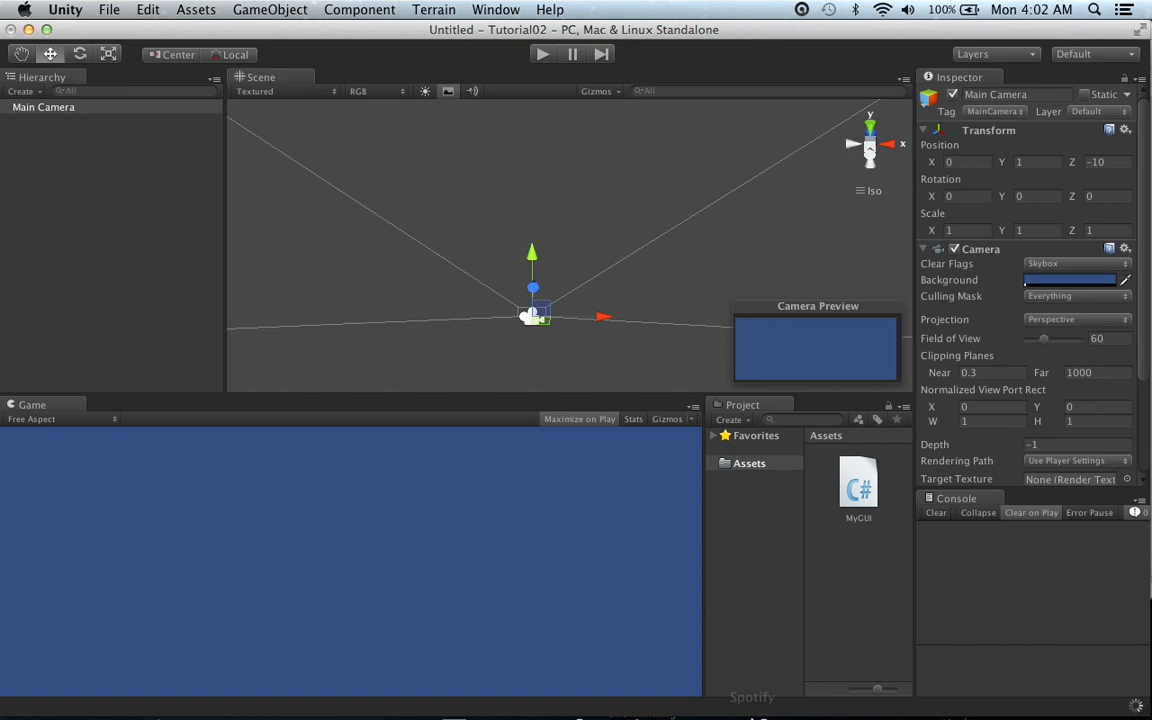 Unity File Edit Assets GameObject Component Terrain Window Help 100% Mon 4:02 AM
Untitled - Tutorial02 - PC, Mac & Linux Standalone
Center Local Layers Default
Hierarchy
Create All
Main Camera
Scene
Textured RGB Gizmos All
y
x
Iso
Camera Preview
Inspector
Main Camera Static
Tag MainCamera Layer Default
Transform
Position
X 0 Y 1 Z -10
Rotation
X 0 Y 0 Z 0
Scale
X 1 Y 1 Z 1
Camera
Clear Flags Skybox
Background
Culling Mask Everything
Projection Perspective
Field of View 60
Clipping Planes
Near 0.3 Far 1000
Normalized View Port Rect
X 0 Y 0
W 1 H 1
Depth -1
Rendering Path Use Player Settings
Target Texture None (Render Text
Game
Free Aspect Maximize on Play Stats Gizmos
Project
Create
Favorites
Assets
Assets
C#
MyGUI
Console
Clear Collapse Clear on Play Error Pause 0
Spotify